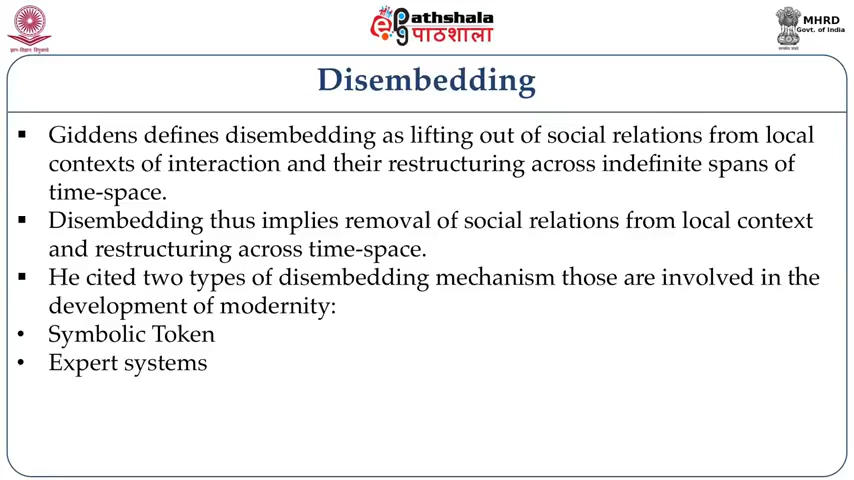 ePathshala
पाठशाला
MHRD
Govt. of India
Disembedding
▪ Giddens defines disembedding as lifting out of social relations from local
contexts of interaction and their restructuring across indefinite spans of
time-space.
▪ Disembedding thus implies removal of social relations from local context
and restructuring across time-space.
▪ He cited two types of disembedding mechanism those are involved in the
development of modernity:
• Symbolic Token
• Expert systems